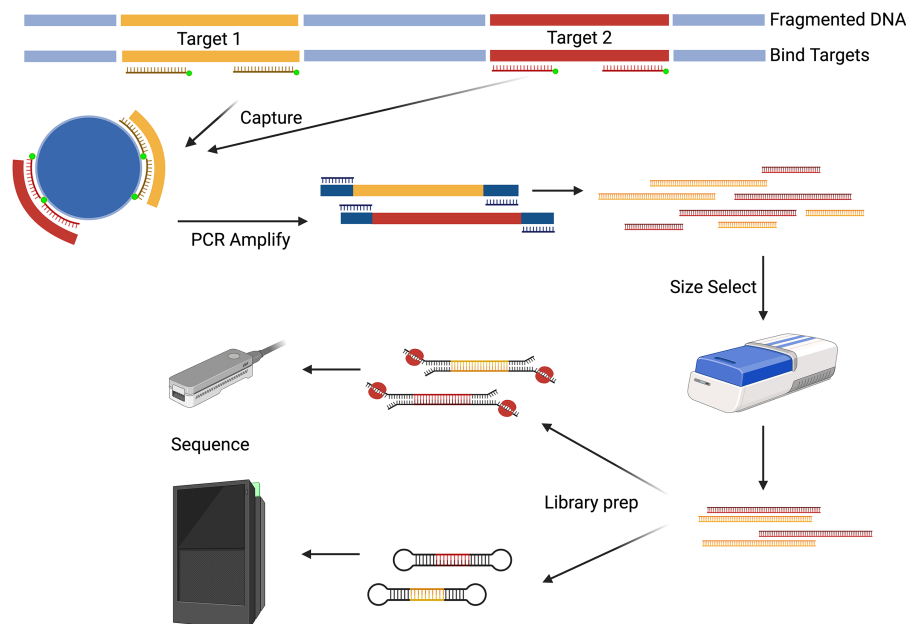 Fragmented DNA
Target 1
Target 2
Bind Targets
Capture
PCR Amplify
Size Select
Sequence
Library prep